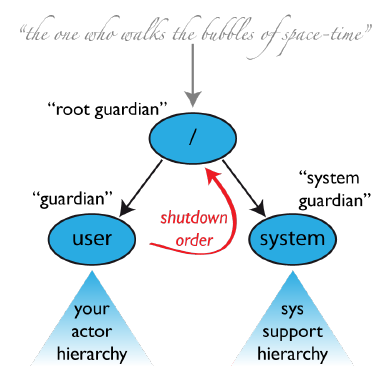 “the one who walks the bubbles of space-time”
“root guardian”
/
“guardian”
“system
guardian”
user
shutdown
order
system
your
actor
hierarchy
sys
support
hierarchy